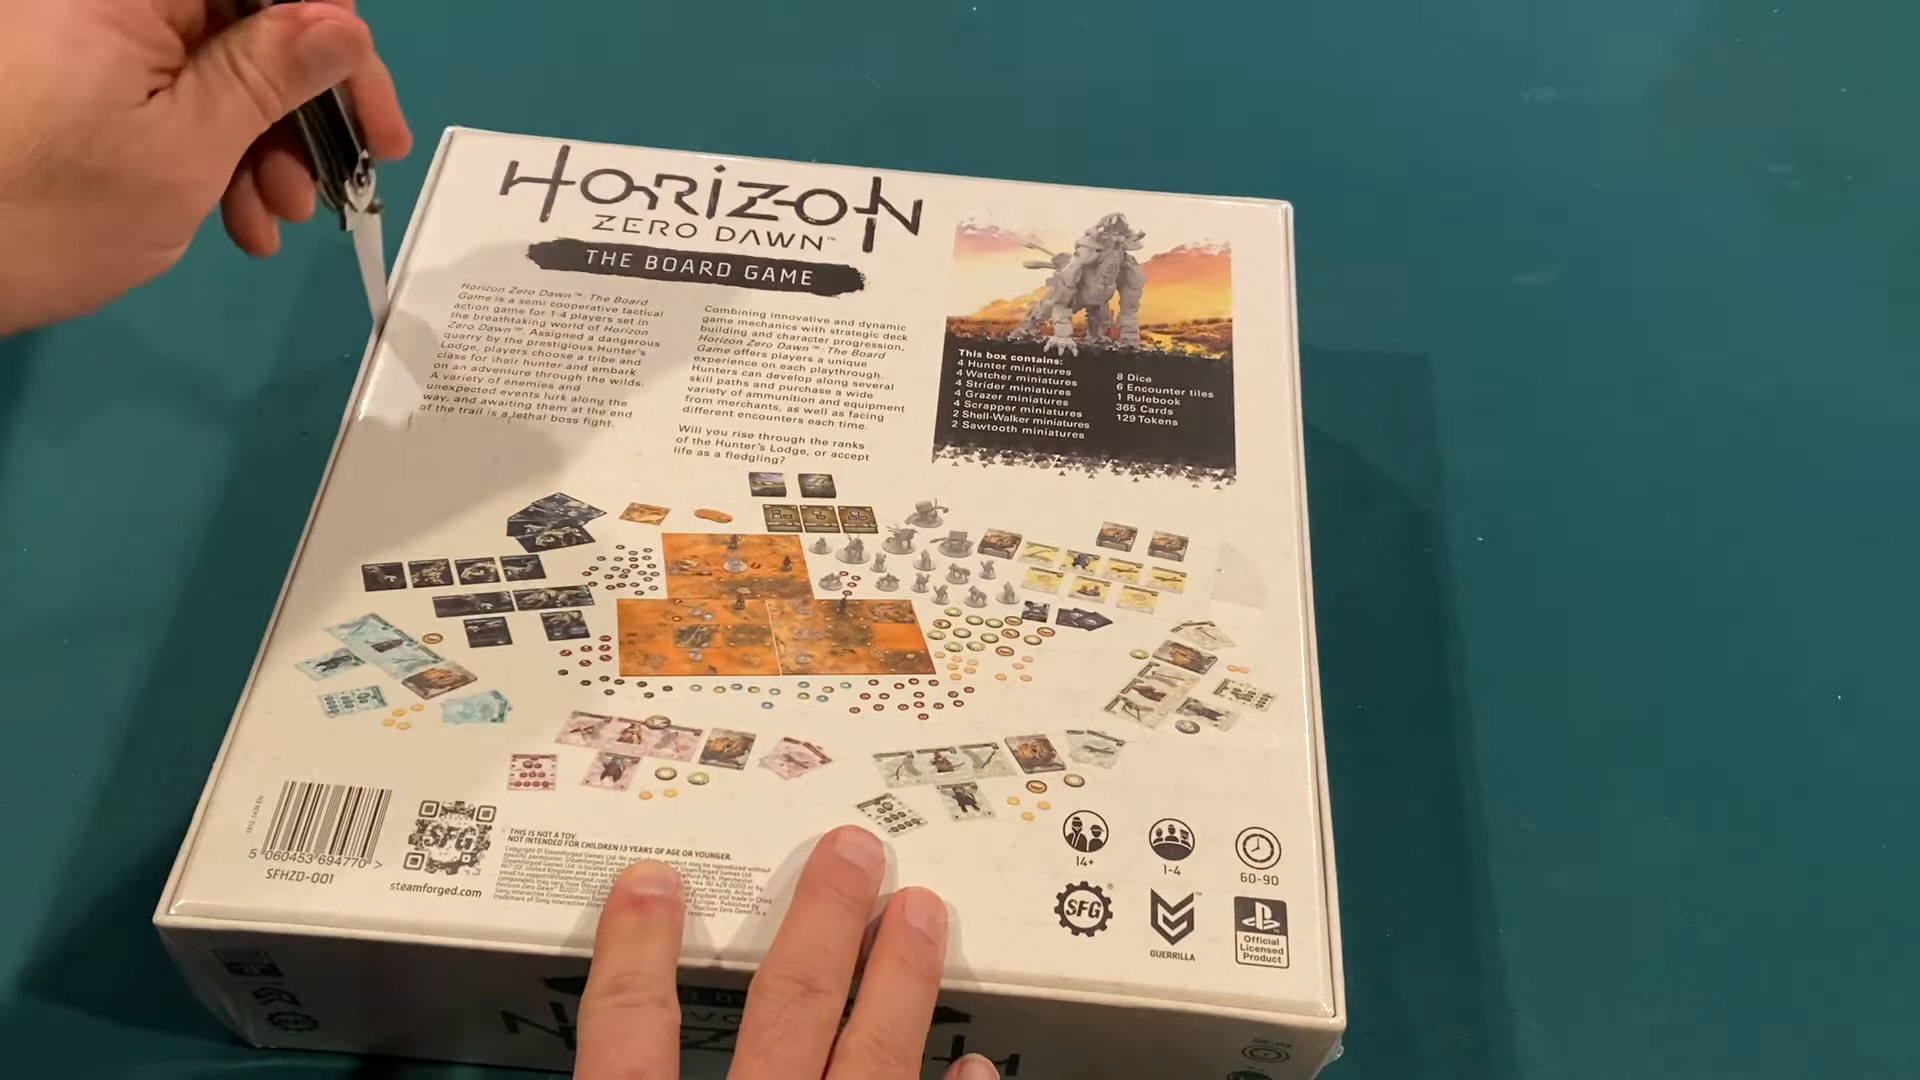 HORIZON
ZERO DAWN™
THE BOARD GAME
Horizon Zero Dawn™: The Board
Game is a semi cooperative tactical
action game for 1-4 players set in
the breathtaking world of Horizon
Zero Dawn™. Assigned a dangerous
quarry by the prestigious Hunter's
Lodge, players choose a tribe and
class for their hunter and embark
on an adventure through the wilds.
A variety of enemies and
unexpected events lurk along the
way, and awaiting them at the end
of the trail is a lethal boss fight.
Combining innovative and dynamic
game mechanics with strategic deck
building and character progression,
Horizon Zero Dawn™: The Board
Game offers players a unique
experience on each playthrough.
Hunters can develop along several
skill paths and purchase a wide
variety of ammunition and equipment
from merchants, as well as facing
different encounters each time.
Will you rise through the ranks
of the Hunter's Lodge, or accept
life as a fledgling?
This box contains:
4 Hunter miniatures
4 Watcher miniatures
4 Strider miniatures
4 Grazer miniatures
4 Scrapper miniatures
2 Shell-Walker miniatures
2 Sawtooth miniatures
8 Dice
6 Encounter tiles
1 Rulebook
365 Cards
129 Tokens
5 060453 694770 >
SFHZD-001
SFG
steamforged.com
THIS IS NOT A TOY.
NOT INTENDED FOR CHILDREN 13 YEARS OF AGE OR YOUNGER.
14+
1-4
60-90
SFG®
GUERRILLA
Official
Licensed
Product